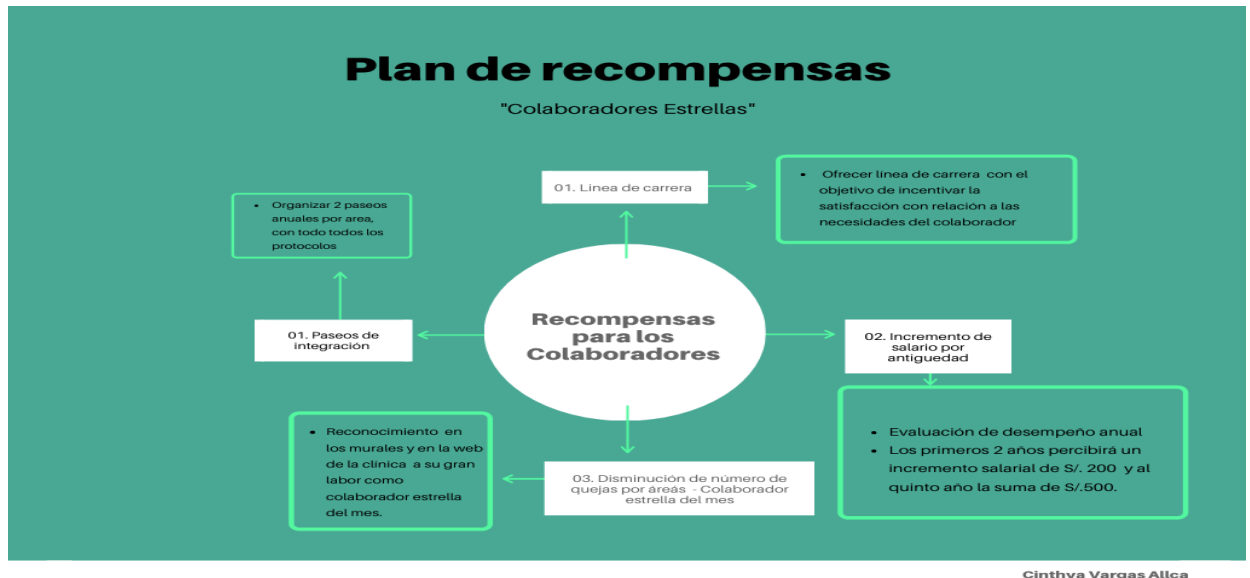 Plan de recompensas
"Colaboradores Estrellas"
01. Linea de carrera
• Ofrecer línea de carrera con el
objetivo de incentivar la
satisfacción con relación a las
necesidades del colaborador
• Organizar 2 paseos
anuales por area,
con todo todos los
protocolos
01. Paseos de
integración
Recompensas
para los
Colaboradores
02. Incremento de
salario por
antiguedad
• Evaluación de desempeño anual
• Los primeros 2 años percibirá un
incremento salarial de S/. 200 y al
quinto año la suma de S/.500.
• Reconocimiento en
los murales y en la web
de la clínica a su gran
labor como
colaborador estrella
del mes.
03. Disminución de número de
quejas por áreás - Colaborador
estrella del mes
Cinthya Vargas Allca